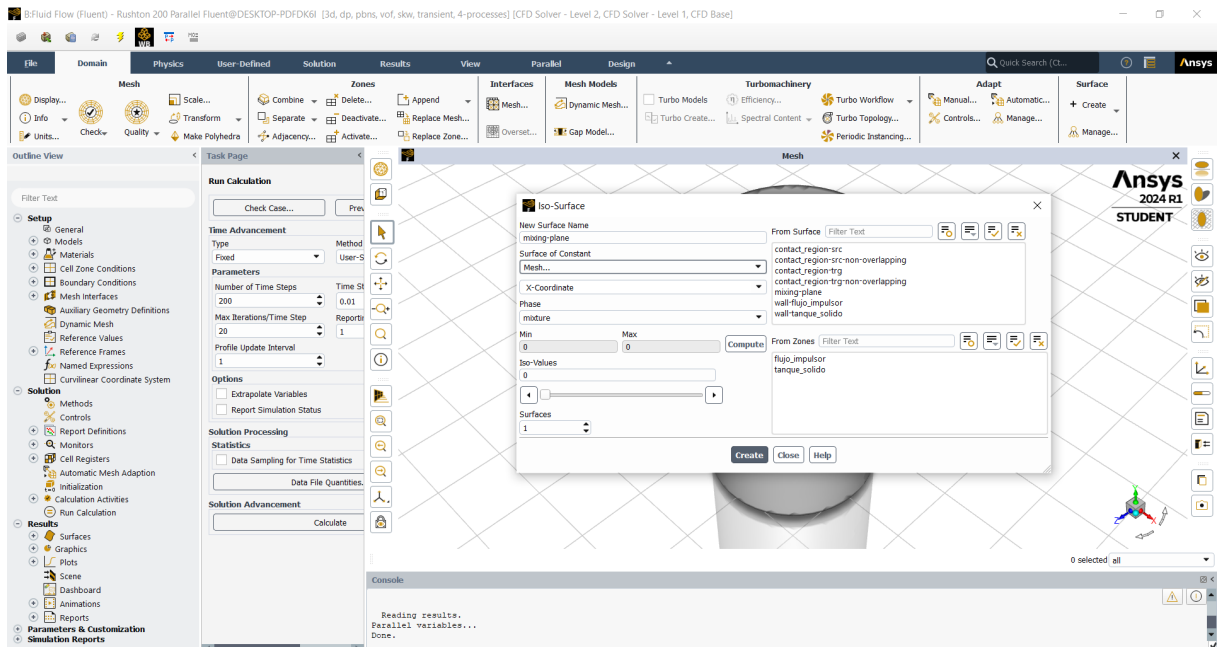 B:Fluid Flow (Fluent) - Rushton 200 Parallel Fluent@DESKTOP-PDFDK6I [3d, dp, pbns, vof, skw, transient, 4-processes] [CFD Solver - Level 2, CFD Solver - Level 1, CFD Base]
WB
File Domain Physics User-Defined Solution Results View Parallel Design Quick Search (Ct... Ansys
Mesh Zones Interfaces Mesh Models Turbomachinery Adapt Surface
Display... Scale... Combine Delete... Append Mesh... Dynamic Mesh... Turbo Models Efficiency... Turbo Workflow Manual... Automatic... + Create
Info Check Quality Transform Separate Deactivate... Replace Mesh... Turbo Create... Spectral Content Turbo Topology... Controls... Manage...
Units... Make Polyhedra Adjacency... Activate... Replace Zone... Overset... Gap Model... Periodic Instancing... Manage...
Outline View
Filter Text
Setup
General
Models
Materials
Cell Zone Conditions
Boundary Conditions
Mesh Interfaces
Auxiliary Geometry Definitions
Dynamic Mesh
Reference Values
Reference Frames
Named Expressions
Curvilinear Coordinate System
Solution
Methods
Controls
Report Definitions
Monitors
Cell Registers
Automatic Mesh Adaption
Initialization
Calculation Activities
Run Calculation
Results
Surfaces
Graphics
Plots
Scene
Dashboard
Animations
Reports
Parameters & Customization
Simulation Reports
Task Page
Run Calculation
Check Case... Prev
Time Advancement
Type Method
Fixed User-S
Parameters
Number of Time Steps Time St
200 0.01
Max Iterations/Time Step Reportin
20 1
Profile Update Interval
1
Options
Extrapolate Variables
Report Simulation Status
Solution Processing
Statistics
Data Sampling for Time Statistics
Data File Quantities.
Solution Advancement
Calculate
Mesh
Ansys
2024 R1
STUDENT
Iso-Surface
New Surface Name
mixing-plane
Surface of Constant
Mesh...
X-Coordinate
Phase
mixture
Min Max
0 0 Compute
Iso-Values
0
Surfaces
1
From Surface Filter Text
contact_region-src
contact_region-src-non-overlapping
contact_region-trg
contact_region-trg-non-overlapping
mixing-plane
wall-flujo_impulsor
wall-tanque_solido
From Zones Filter Text
flujo_impulsor
tanque_solido
Create Close Help
Y
Z X
0 selected all
Console
Reading results.
Parallel variables...
Done.